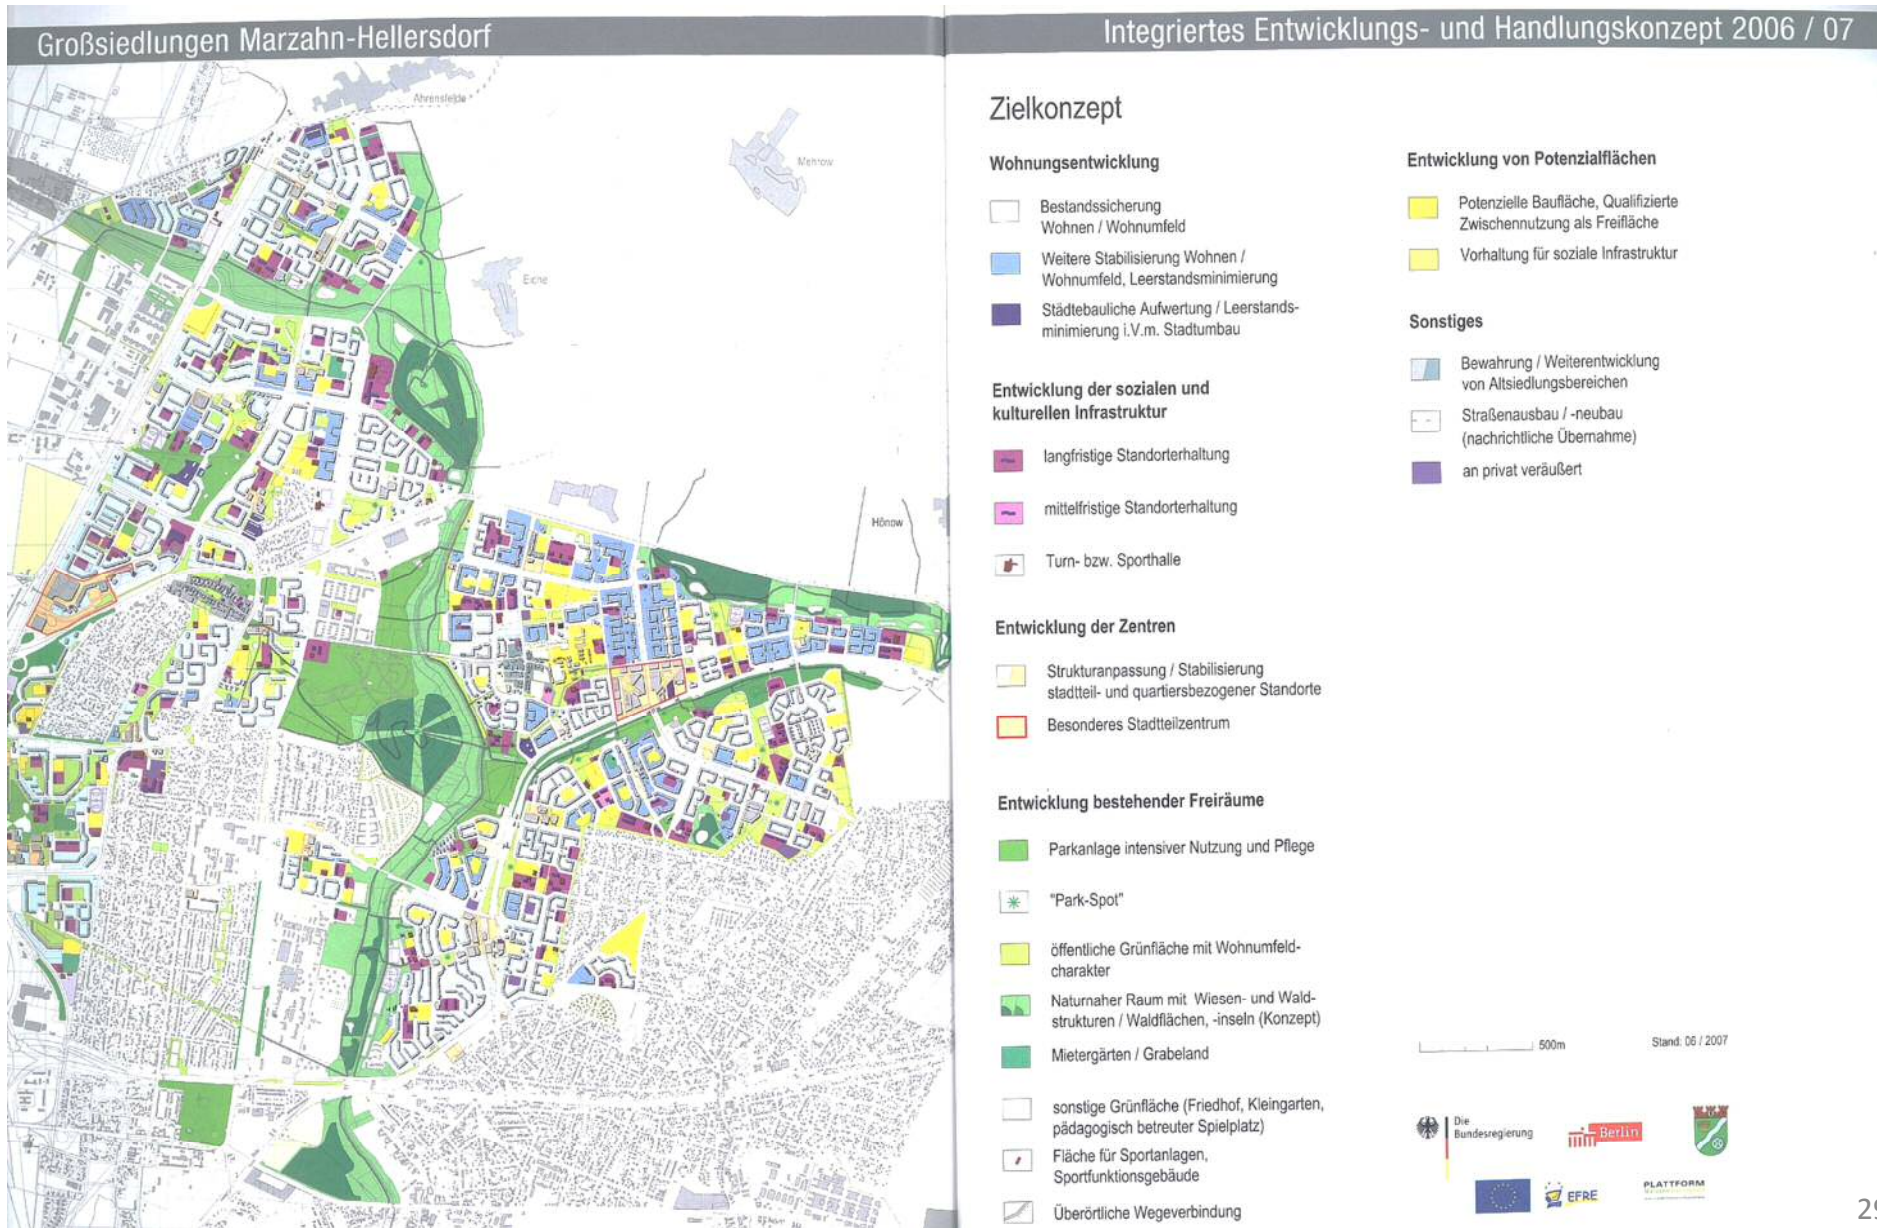 Großsiedlungen Marzahn-Hellersdorf
Integriertes Entwicklungs- und Handlungskonzept 2006 / 07
Ahrensfelde
Mehrow
Eiche
Hönow
Zielkonzept
Wohnungsentwicklung
Bestandssicherung
Wohnen / Wohnumfeld
Weitere Stabilisierung Wohnen /
Wohnumfeld, Leerstandsminimierung
Städtebauliche Aufwertung / Leerstands-
minimierung i.V.m. Stadtumbau
Entwicklung der sozialen und
kulturellen Infrastruktur
langfristige Standorterhaltung
mittelfristige Standorterhaltung
Turn- bzw. Sporthalle
Entwicklung der Zentren
Strukturanpassung / Stabilisierung
stadtteil- und quartiersbezogener Standorte
Besonderes Stadtteilzentrum
Entwicklung bestehender Freiräume
Parkanlage intensiver Nutzung und Pflege
"Park-Spot"
öffentliche Grünfläche mit Wohnumfeld-
charakter
Naturnaher Raum mit Wiesen- und Wald-
strukturen / Waldflächen, -inseln (Konzept)
Mietergärten / Grabeland
sonstige Grünfläche (Friedhof, Kleingarten,
pädagogisch betreuter Spielplatz)
Fläche für Sportanlagen,
Sportfunktionsgebäude
Überörtliche Wegeverbindung
Entwicklung von Potenzialflächen
Potenzielle Baufläche, Qualifizierte
Zwischennutzung als Freifläche
Vorhaltung für soziale Infrastruktur
Sonstiges
Bewahrung / Weiterentwicklung
von Altsiedlungsbereichen
Straßenausbau / -neubau
(nachrichtliche Übernahme)
an privat veräußert
500m
Stand: 06 / 2007
Die
Bundesregierung
Berlin
EFRE
PLATTFORM
29